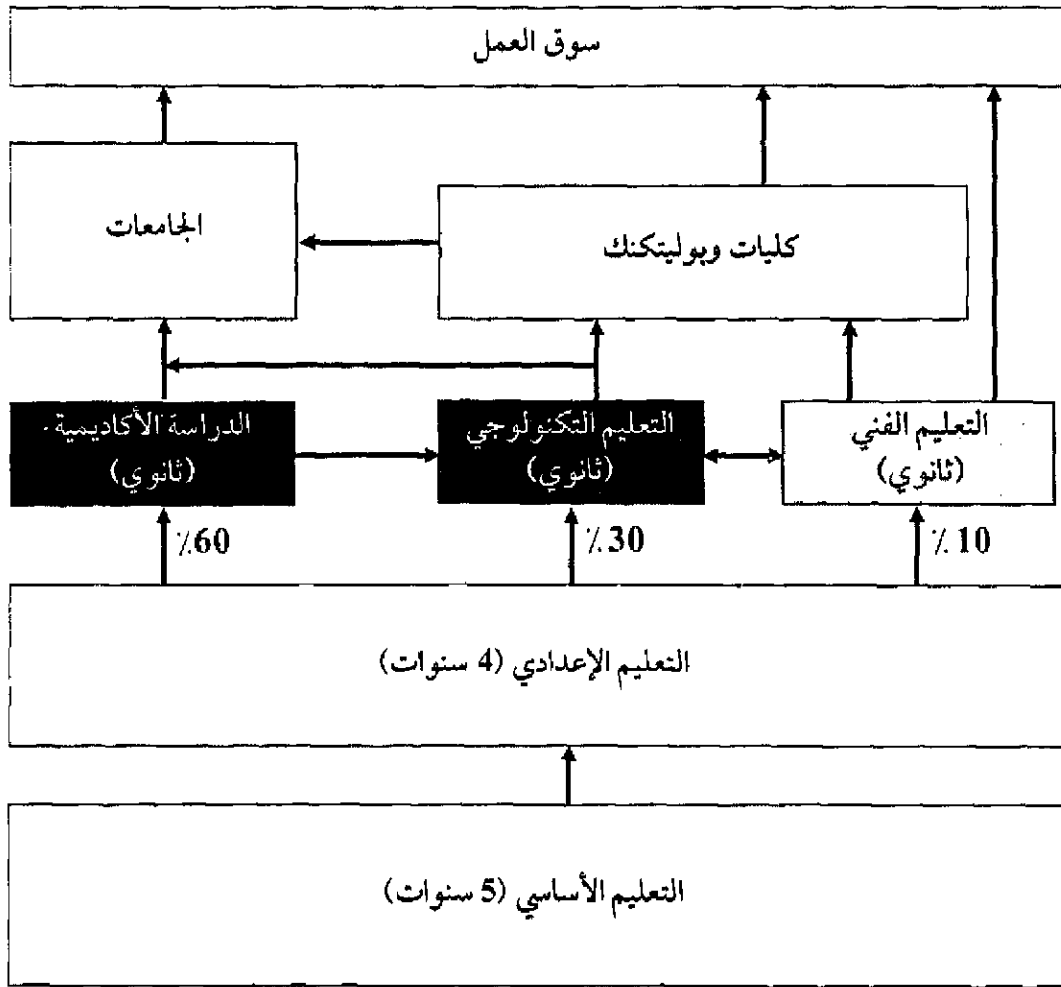 سوق العمل
الجامعات
كليات وبوليتكنك
الدراسة الأكاديمية.
(ثانوي)
التعليم التكنولوجي
(ثانوي)
التعليم الفني
(ثانوي)
٪60
٪30
٪10
التعليم الإعدادي (4 سنوات)
التعليم الأساسي (5 سنوات)